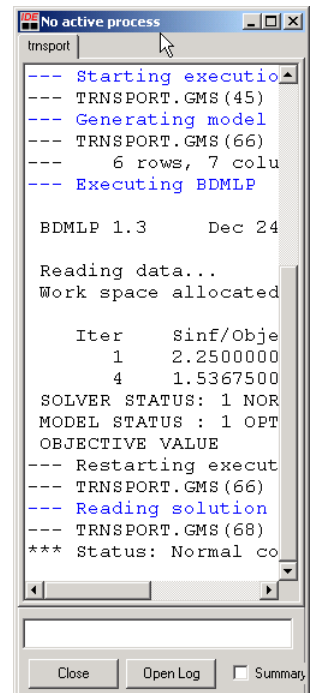 IDE No active process
trnsport
--- Starting executio
--- TRNSPORT.GMS(45)
--- Generating model
--- TRNSPORT.GMS(66)
--- 6 rows, 7 colu
--- Executing BDMLP
BDMLP 1.3 Dec 24
Reading data...
Work space allocated
Iter Sinf/Obje
1 2.2500000
4 1.5367500
SOLVER STATUS: 1 NOR
MODEL STATUS : 1 OPT
OBJECTIVE VALUE
--- Restarting execut
--- TRNSPORT.GMS(66)
--- Reading solution
--- TRNSPORT.GMS(68)
*** Status: Normal co
Close Open Log Summary